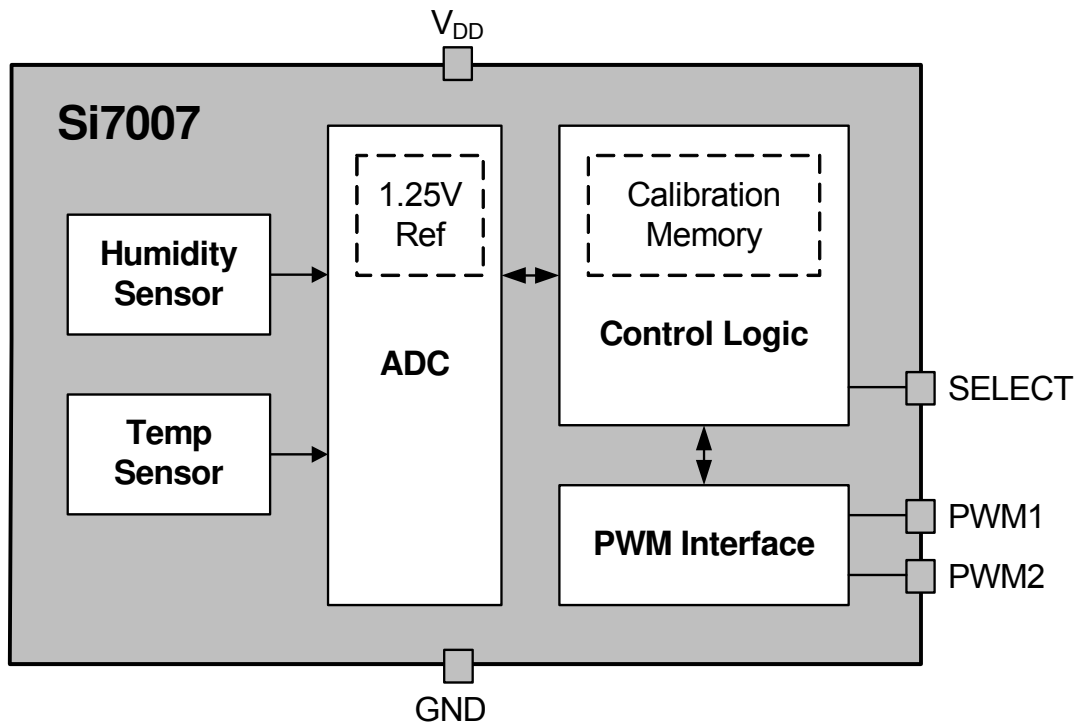 VDD
Si7007
Humidity
Sensor
Temp
Sensor
1.25V
Ref
ADC
Calibration
Memory
Control Logic
PWM Interface
SELECT
PWM1
PWM2
GND